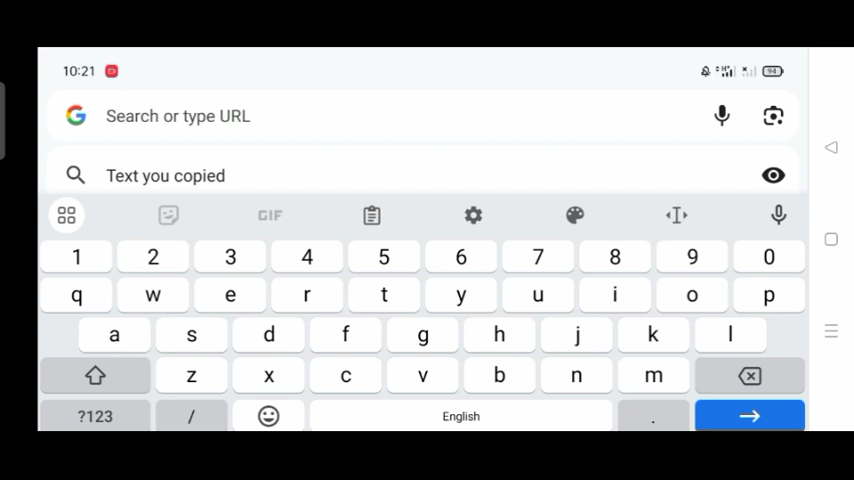 10:21 94
Search or type URL
Text you copied
GIF
1 2 3 4 5 6 7 8 9 0
q w e r t y u i o p
a s d f g h j k l
z x c v b n m
?123 / English .